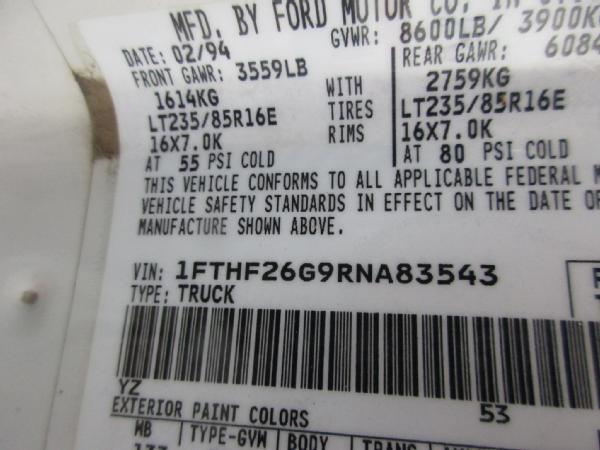 MFD. BY FORD MOTOR CO. IN
DATE: 02/94 GVWR: 8600LB/ 3900K
FRONT GAWR: 3559LB REAR GAWR: 6084
1614KG WITH 2759KG
LT235/85R16E TIRES LT235/85R16E
16X7.0K RIMS 16X7.0K
AT 55 PSI COLD AT 80 PSI COLD
THIS VEHICLE CONFORMS TO ALL APPLICABLE FEDERAL M
VEHICLE SAFETY STANDARDS IN EFFECT ON THE DATE OF
MANUFACTURE SHOWN ABOVE.
VIN: 1FTHF26G9RNA83543
TYPE: TRUCK
YZ
EXTERIOR PAINT COLORS 53
WB TYPE-GVW BODY TRANS
133